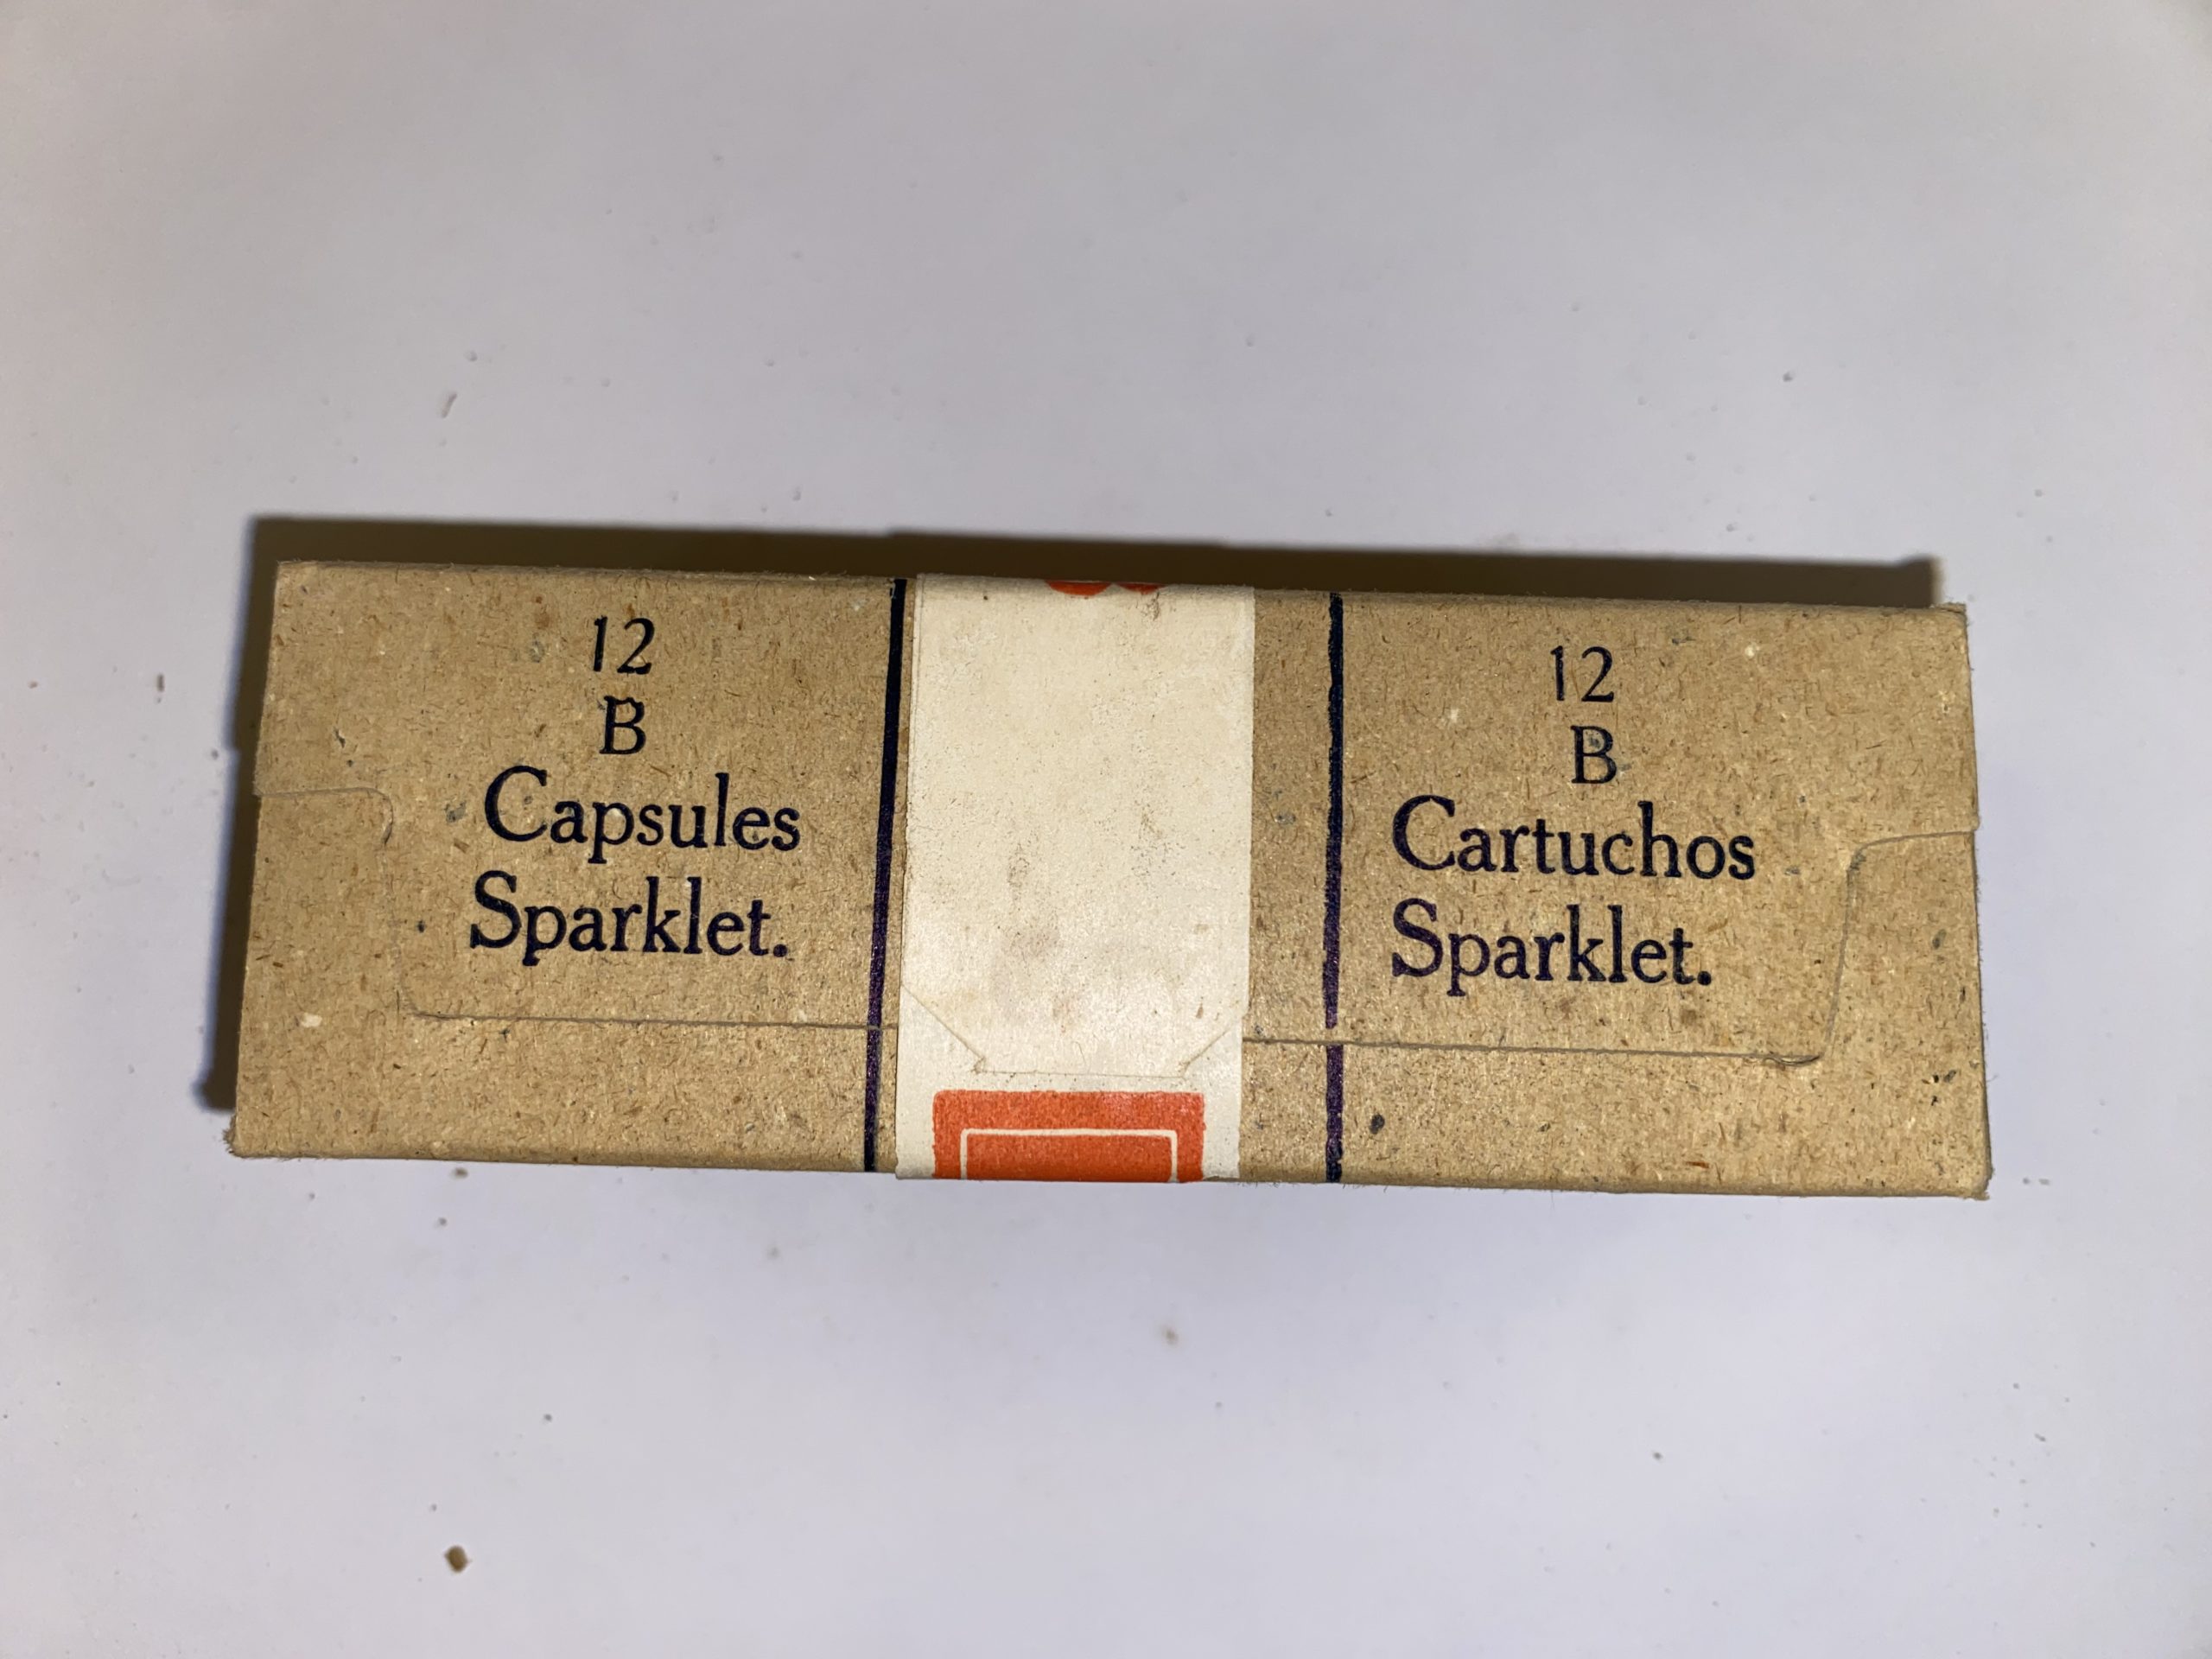 12
B
Capsules
Sparklet.
12
B
Cartuchos
Sparklet.